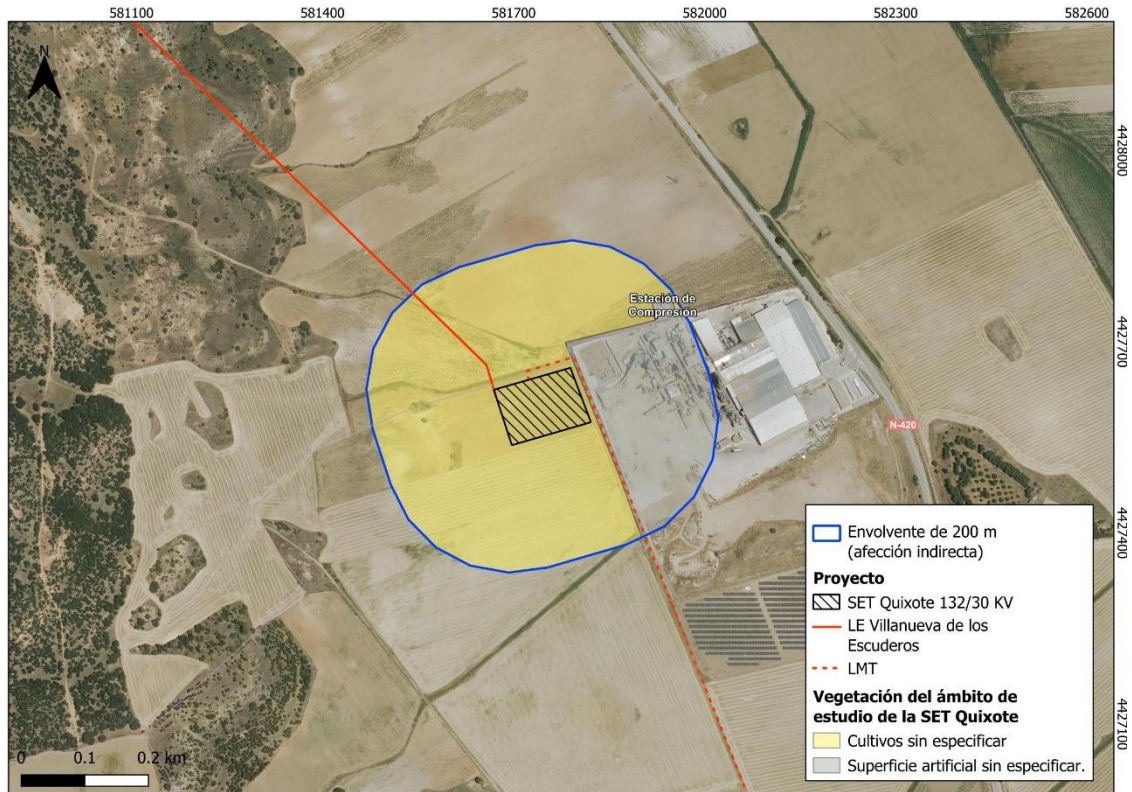 581100 581400 581700 582000 582300 582600
N
4428000
4427700
4427400
4427100
Estación de
Compresión
N-420
Envolvente de 200 m
(afección indirecta)
Proyecto
SET Quixote 132/30 KV
LE Villanueva de los
Escuderos
LMT
Vegetación del ámbito de
estudio de la SET Quixote
Cultivos sin especificar
Superficie artificial sin especificar.
0 0.1 0.2 km